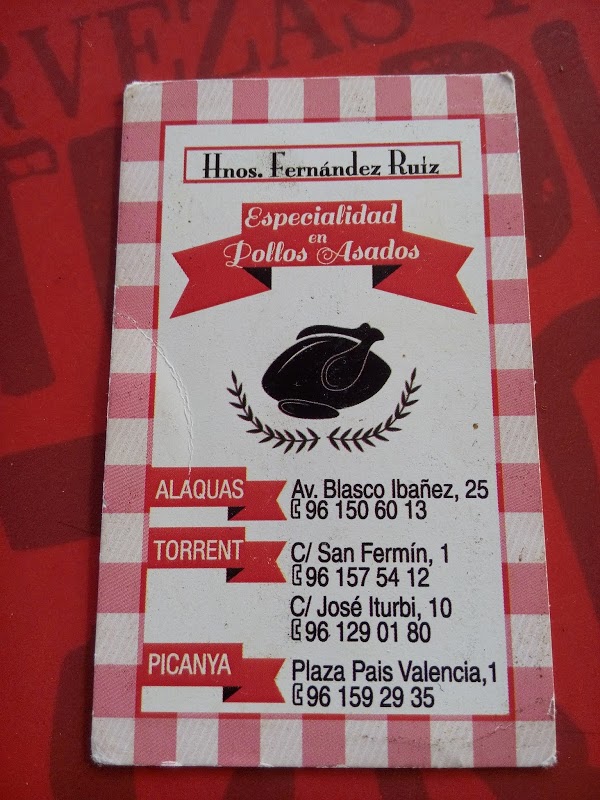 CERVEZAS Y
Hnos. Fernández Ruiz
Especialidad
en
Pollos Asados
ALAQUAS
Av. Blasco Ibañez, 25
96 150 60 13
TORRENT
C/ San Fermín, 1
96 157 54 12
C/ José Iturbi, 10
96 129 01 80
PICANYA
Plaza Pais Valencia,1
96 159 29 35